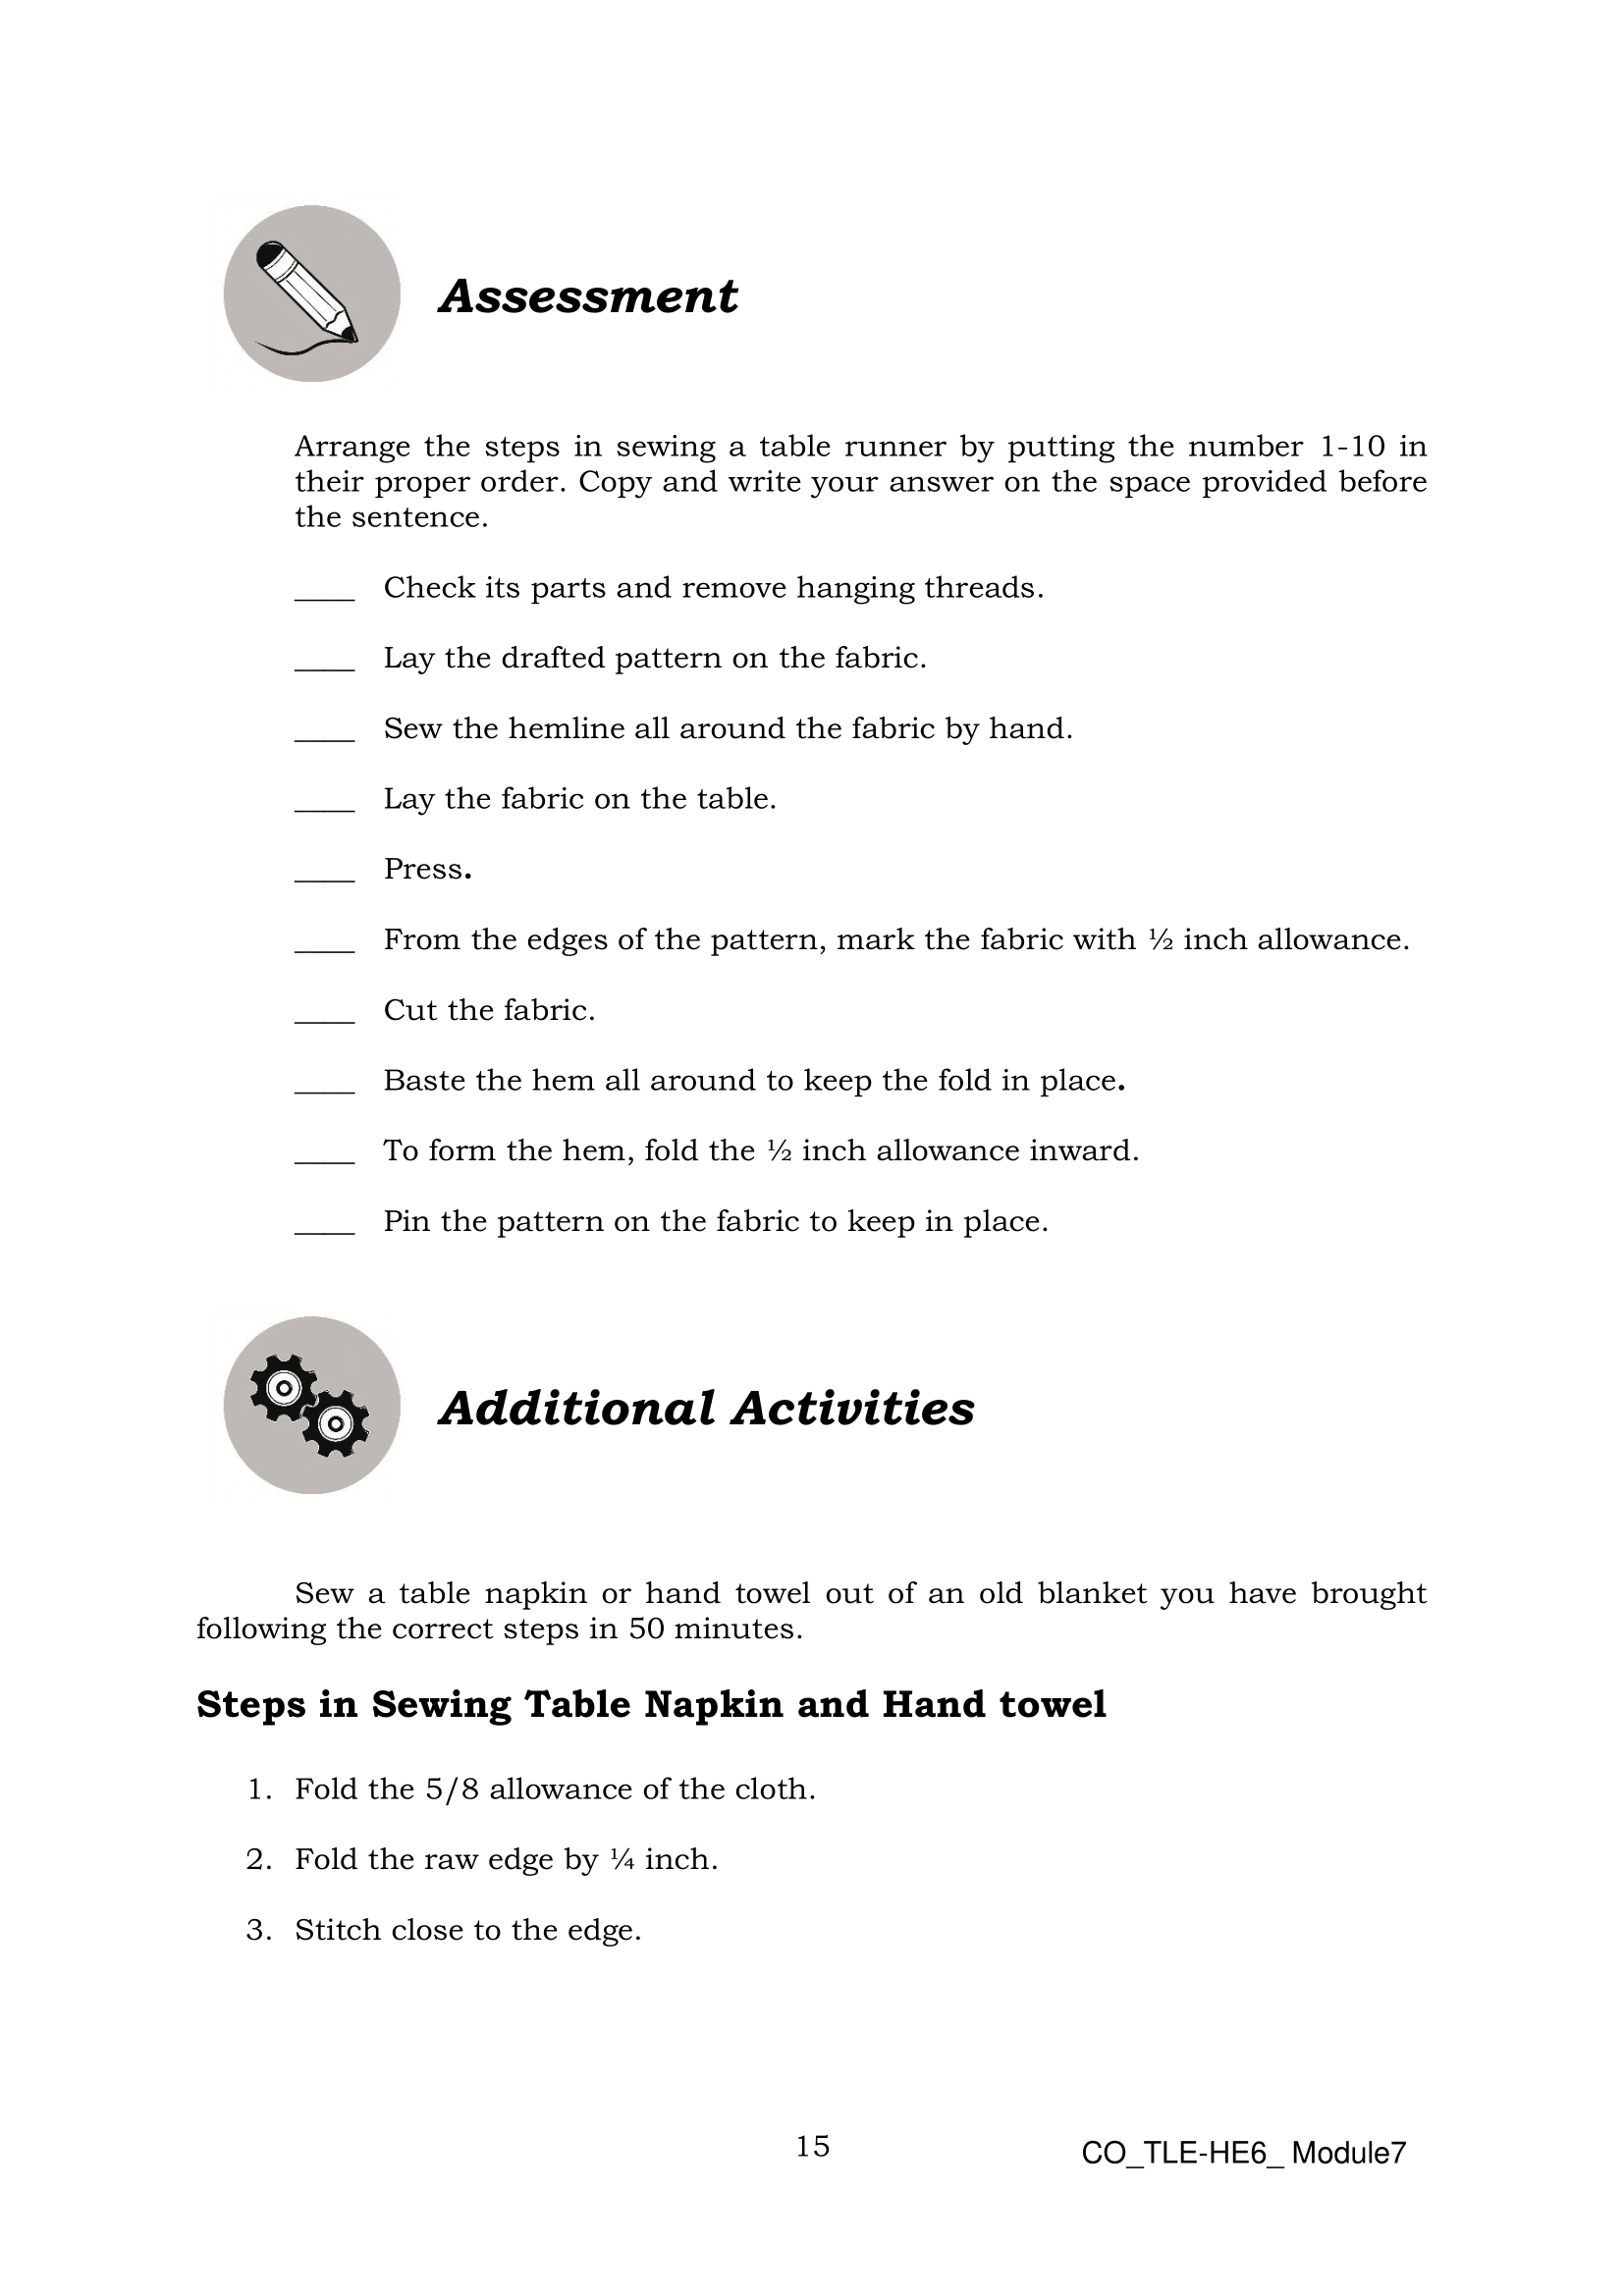 Assessment
Arrange the steps in sewing a table runner by putting the number 1-10 in
their proper order. Copy and write your answer on the space provided before
the sentence.
____ Check its parts and remove hanging threads.
____ Lay the drafted pattern on the fabric.
____ Sew the hemline all around the fabric by hand.
____ Lay the fabric on the table.
____ Press.
____ From the edges of the pattern, mark the fabric with ½ inch allowance.
____ Cut the fabric.
____ Baste the hem all around to keep the fold in place.
____ To form the hem, fold the ½ inch allowance inward.
____ Pin the pattern on the fabric to keep in place.
Additional Activities
Sew a table napkin or hand towel out of an old blanket you have brought
following the correct steps in 50 minutes.
Steps in Sewing Table Napkin and Hand towel
1. Fold the 5/8 allowance of the cloth.
2. Fold the raw edge by ¼ inch.
3. Stitch close to the edge.
15
CO_TLE-HE6_ Module7